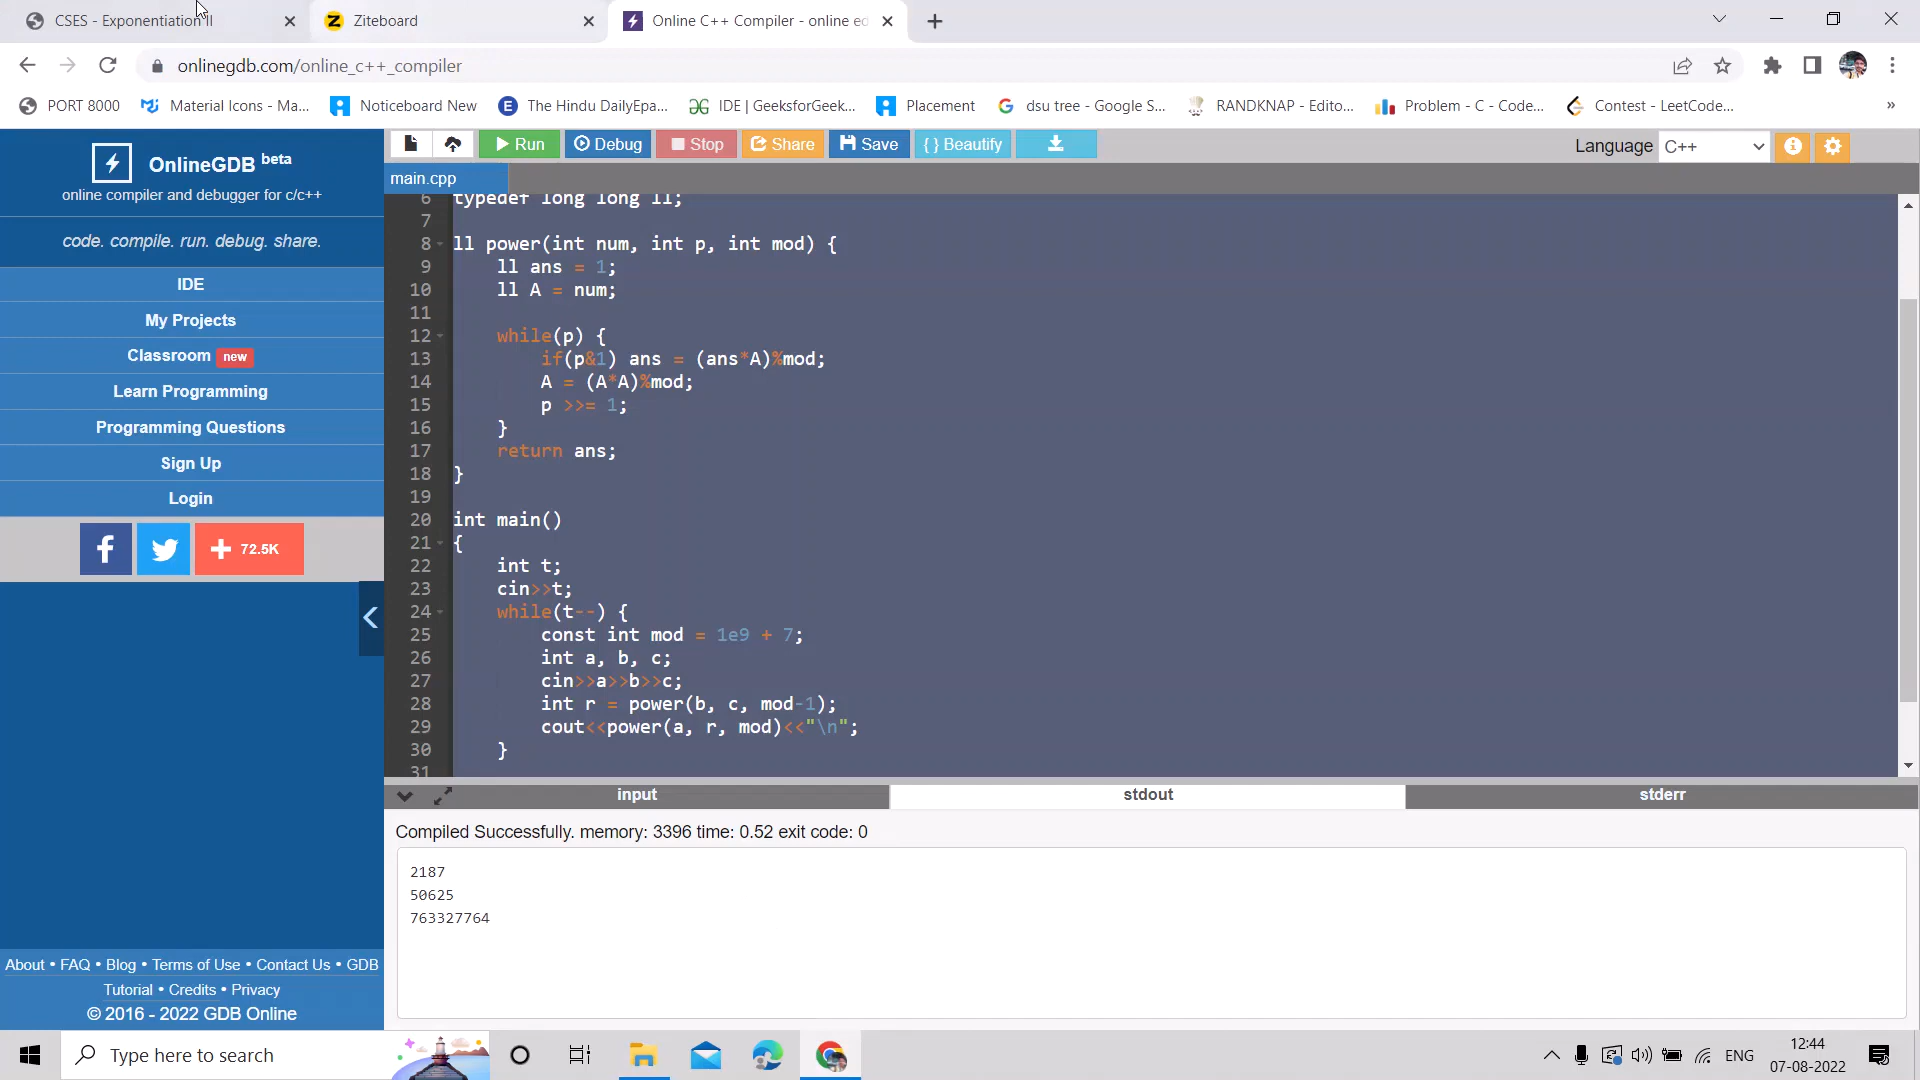 CSES - Exponentiation II
Ziteboard
Online C++ Compiler - online ed
onlinegdb.com/online_c++_compiler
PORT 8000
Material Icons - Ma...
Noticeboard New
The Hindu DailyEpa...
IDE | GeeksforGeek...
Placement
dsu tree - Google S...
RANDKNAP - Edito...
Problem - C - Code...
Contest - LeetCode...
»
OnlineGDB beta
online compiler and debugger for c/c++
code. compile. run. debug. share.
IDE
My Projects
Classroom new
Learn Programming
Programming Questions
Sign Up
Login
+ 72.5K
About • FAQ • Blog • Terms of Use • Contact Us • GDB
Tutorial • Credits • Privacy
© 2016 - 2022 GDB Online
Run
Debug
Stop
Share
Save
{ } Beautify
Language C++
main.cpp
6 typedef long long ll;
7
8 ll power(int num, int p, int mod) {
9 ll ans = 1;
10 ll A = num;
11
12 while(p) {
13 if(p&1) ans = (ans*A)%mod;
14 A = (A*A)%mod;
15 p >>= 1;
16 }
17 return ans;
18 }
19
20 int main()
21 {
22 int t;
23 cin>>t;
24 while(t--) {
25 const int mod = 1e9 + 7;
26 int a, b, c;
27 cin>>a>>b>>c;
28 int r = power(b, c, mod-1);
29 cout<<power(a, r, mod)<<"\n";
30 }
31
input
stdout
stderr
Compiled Successfully. memory: 3396 time: 0.52 exit code: 0
2187
50625
763327764
Type here to search
ENG
12:44
07-08-2022